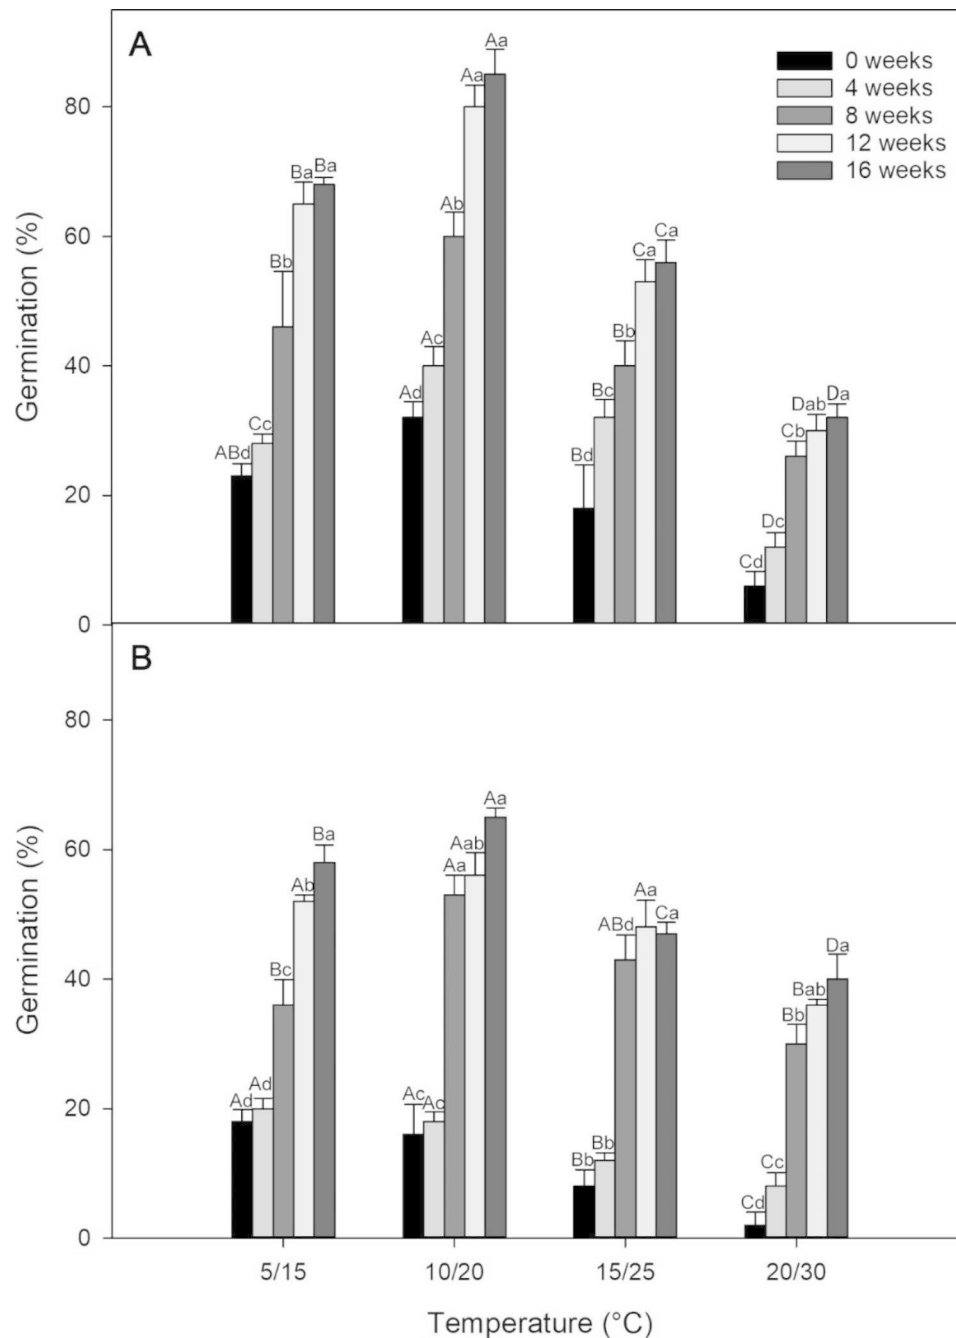 A
0 weeks
4 weeks
8 weeks
12 weeks
16 weeks
Germination (%)
80
60
40
20
0
ABd Cc Bb Ba Ba
Ad Ac Ab Aa Aa
Bd Bc Bb Ca Ca
Cd Dc Cb Dab Da
B
Germination (%)
80
60
40
20
0
Ad Ad Bc Ab Ba
Ac Ac Aa Aab Aa
Bb Bb ABd Aa Ca
Cd Cc Bb Bab Da
5/15 10/20 15/25 20/30
Temperature (°C)